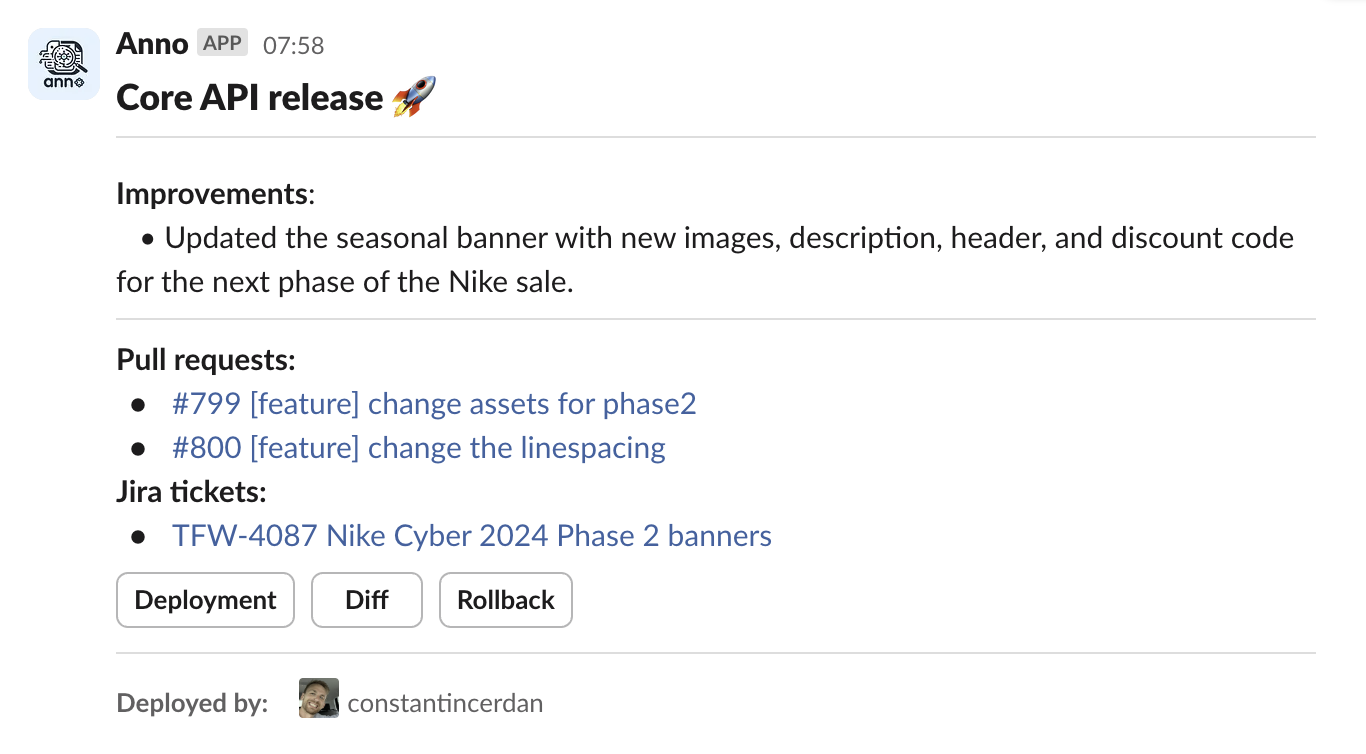 Anno APP 07:58
anno
Core API release 🚀
Improvements:
• Updated the seasonal banner with new images, description, header, and discount code
for the next phase of the Nike sale.
Pull requests:
• #799 [feature] change assets for phase2
• #800 [feature] change the linespacing
Jira tickets:
• TFW-4087 Nike Cyber 2024 Phase 2 banners
Deployment Diff Rollback
Deployed by: constantincerdan